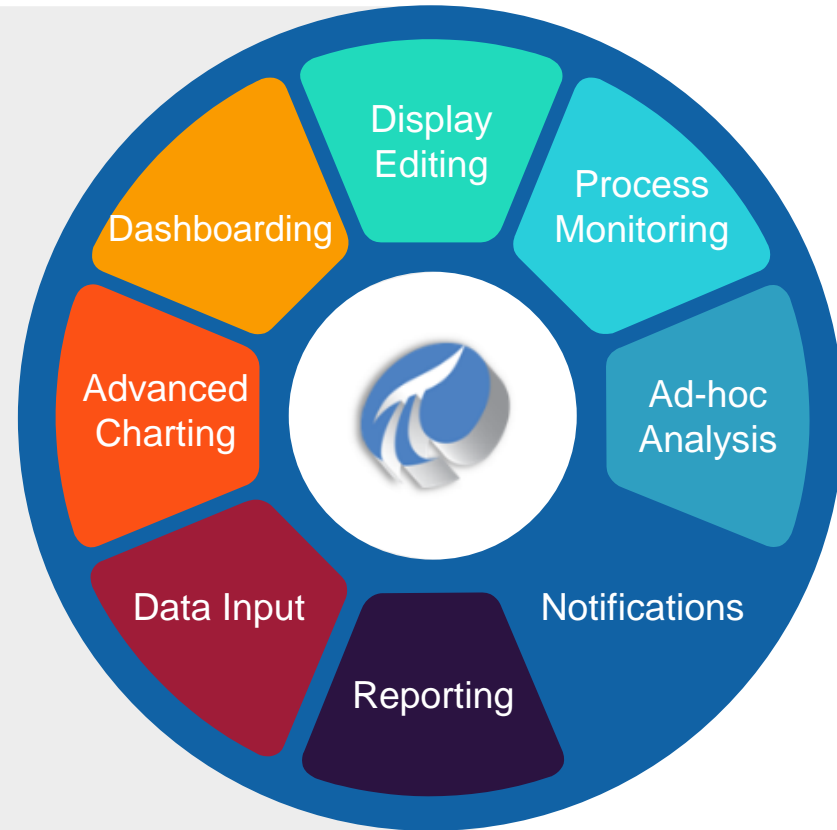 Display
Editing
Process
Monitoring
Dashboarding
Advanced
Charting
Ad-hoc
Analysis
Data Input
Notifications
Reporting